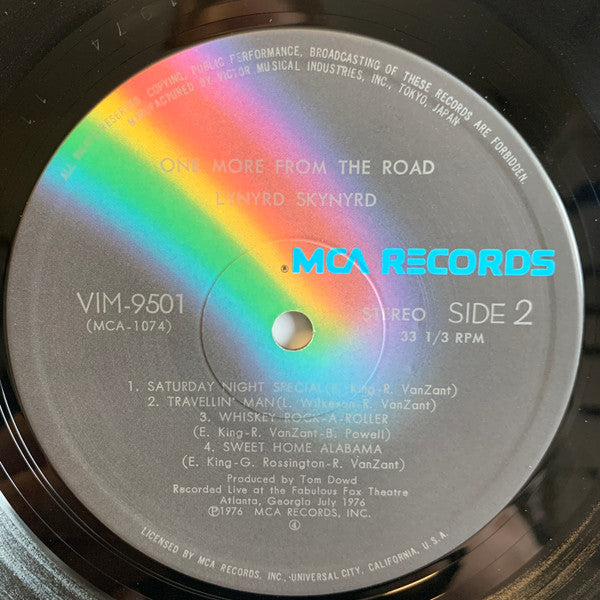 ALL RIGHTS RESERVED. COPYING, PUBLIC PERFORMANCE, BROADCASTING OF THESE RECORDS ARE FORBIDDEN.
MANUFACTURED BY VICTOR MUSICAL INDUSTRIES, INC., TOKYO, JAPAN
ONE MORE FROM THE ROAD
LYNYRD SKYNYRD
® MCA RECORDS
VIM-9501
(MCA-1074)
STEREO SIDE 2
33 1/3 RPM
1. SATURDAY NIGHT SPECIAL(E. King-R. VanZant)
2. TRAVELLIN' MAN(L. Wilkeson-R. VanZant)
3. WHISKEY ROCK-A-ROLLER
(E. King-R. VanZant-B. Powell)
4. SWEET HOME ALABAMA
(E. King-G. Rossington-R. VanZant)
Produced by Tom Dowd
Recorded Live at the Fabulous Fox Theatre
Atlanta, Georgia July 1976
Ⓟ1976 MCA RECORDS, INC.
④
LICENSED BY MCA RECORDS, INC.,-UNIVERSAL CITY, CALIFORNIA, U.S.A.